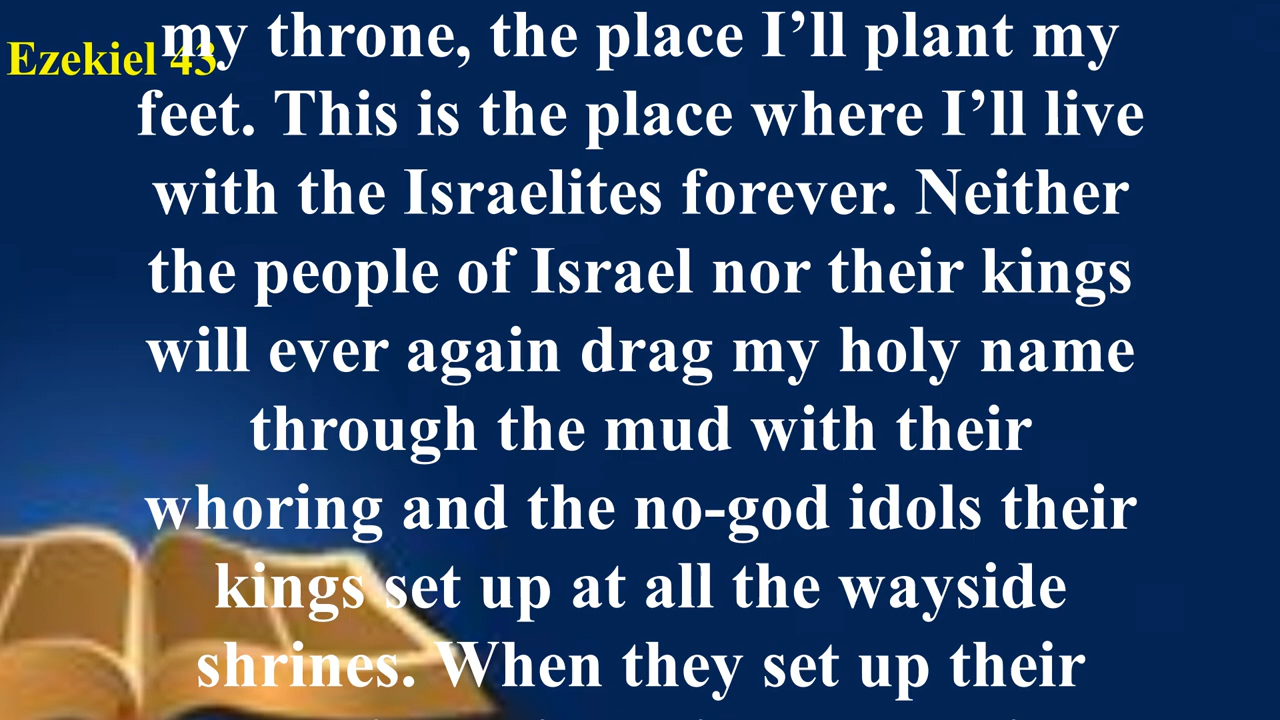 Ezekiel 43
my throne, the place I’ll plant my
feet. This is the place where I’ll live
with the Israelites forever. Neither
the people of Israel nor their kings
will ever again drag my holy name
through the mud with their
whoring and the no-god idols their
kings set up at all the wayside
shrines. When they set up their